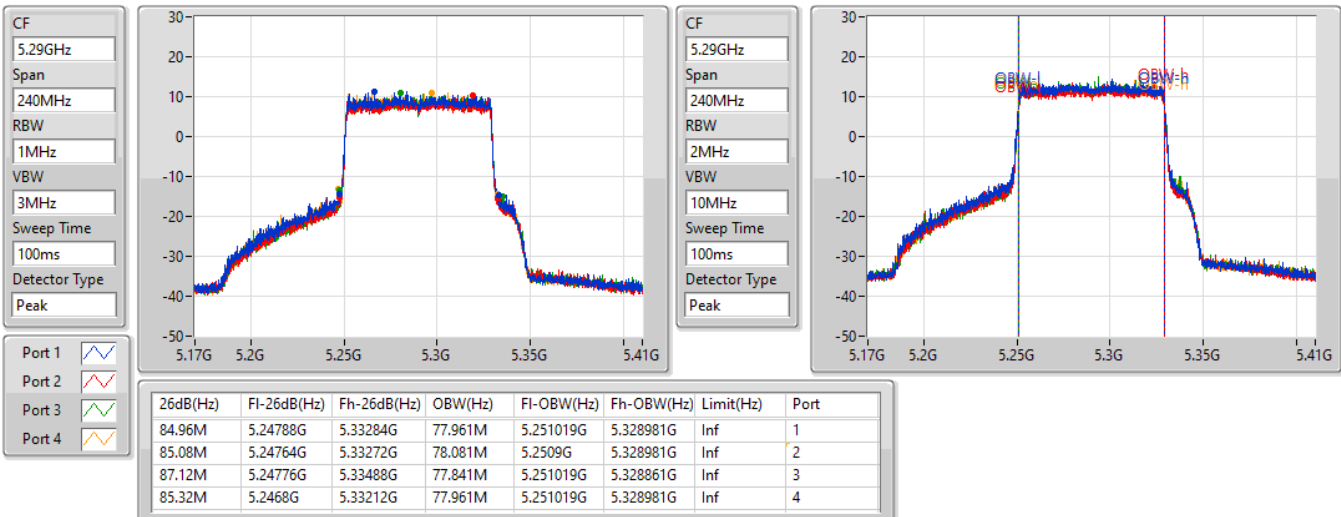 CF
5.29GHz
Span
240MHz
RBW
1MHz
VBW
3MHz
Sweep Time
100ms
Detector Type
Peak
30
20
10
0
-10
-20
-30
-40
-50
5.17G 5.2G 5.25G 5.3G 5.35G 5.41G
CF
5.29GHz
Span
240MHz
RBW
2MHz
VBW
10MHz
Sweep Time
100ms
Detector Type
Peak
30
20
10
0
-10
-20
-30
-40
-50
OBW-l OBW-h
5.17G 5.2G 5.25G 5.3G 5.35G 5.41G
Port 1
Port 2
Port 3
Port 4
26dB(Hz) Fl-26dB(Hz) Fh-26dB(Hz) OBW(Hz) Fl-OBW(Hz) Fh-OBW(Hz) Limit(Hz) Port
84.96M 5.24788G 5.33284G 77.961M 5.251019G 5.328981G Inf 1
85.08M 5.24764G 5.33272G 78.081M 5.2509G 5.328981G Inf 2
87.12M 5.24776G 5.33488G 77.841M 5.251019G 5.328861G Inf 3
85.32M 5.2468G 5.33212G 77.961M 5.251019G 5.328981G Inf 4